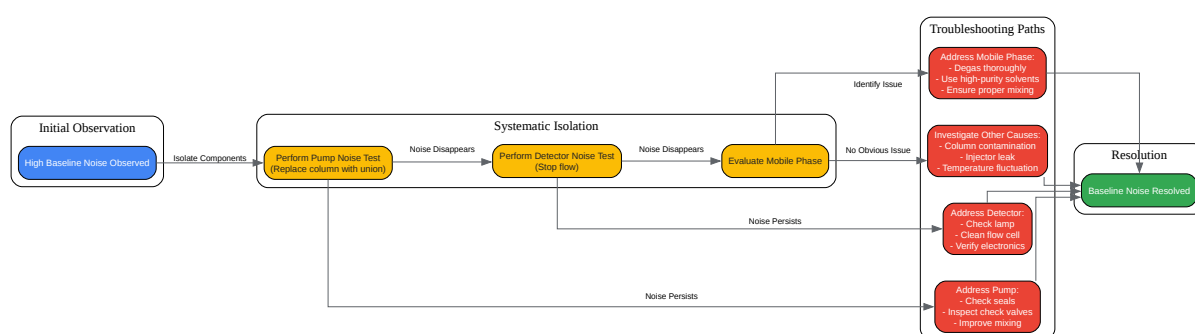 Initial Observation
High Baseline Noise Observed
Isolate Components
Systematic Isolation
Perform Pump Noise Test
(Replace column with union)
Noise Disappears
Perform Detector Noise Test
(Stop flow)
Noise Disappears
Evaluate Mobile Phase
Identify Issue
No Obvious Issue
Noise Persists
Noise Persists
Troubleshooting Paths
Address Mobile Phase:
- Degas thoroughly
- Use high-purity solvents
- Ensure proper mixing
Investigate Other Causes:
- Column contamination
- Injector leak
- Temperature fluctuation
Address Detector:
- Check lamp
- Clean flow cell
- Verify electronics
Address Pump:
- Check seals
- Inspect check valves
- Improve mixing
Resolution
Baseline Noise Resolved